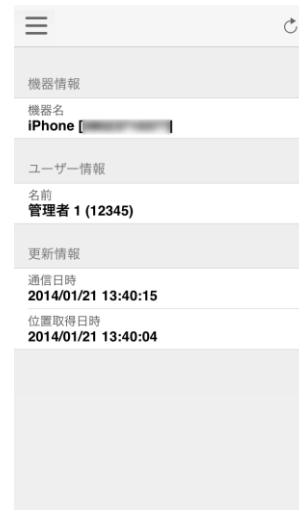 機器情報
機器名
iPhone [
ユーザー情報
名前
管理者 1 (12345)
更新情報
通信日時
2014/01/21 13:40:15
位置取得日時
2014/01/21 13:40:04